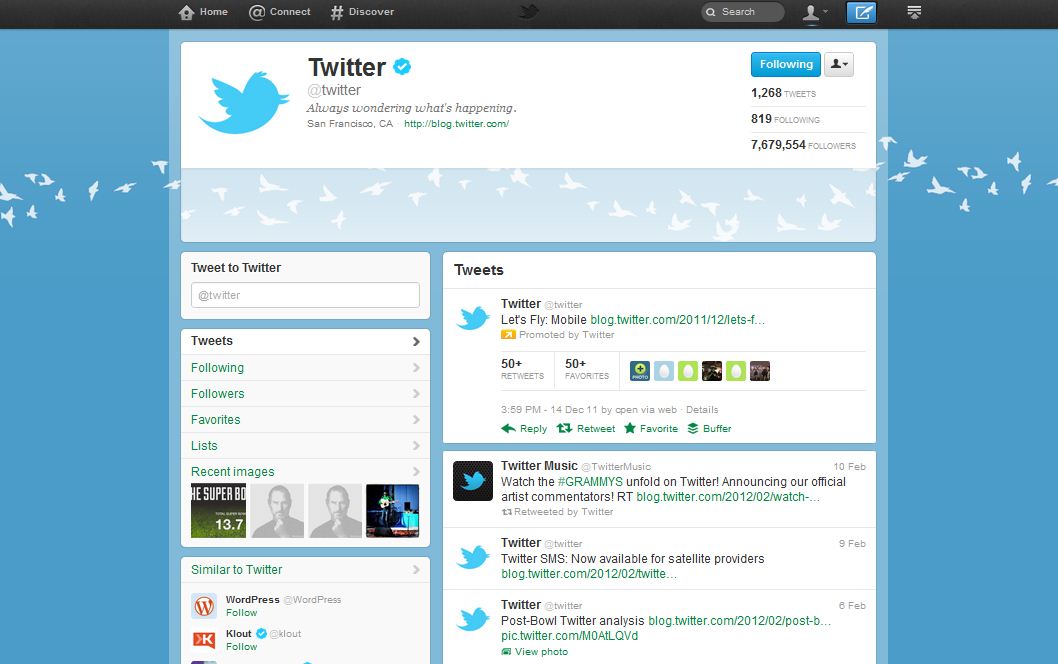 Home
Connect
Discover
Search
Twitter
@twitter
Always wondering what's happening.
San Francisco, CA · http://blog.twitter.com/
Following
1,268 TWEETS
819 FOLLOWING
7,679,554 FOLLOWERS
Tweet to Twitter
@twitter
Tweets
Following
Followers
Favorites
Lists
Recent images
HE SUPER BO
TOTAL SUPER BOW
13.7
Similar to Twitter
WordPress @WordPress
Follow
Klout @klout
Follow
Tweets
Twitter @twitter
Let's Fly: Mobile blog.twitter.com/2011/12/lets-f…
Promoted by Twitter
50+
RETWEETS
50+
FAVORITES
PHOTO
3:59 PM - 14 Dec 11 by cpen via web · Details
Reply Retweet Favorite Buffer
Twitter Music @TwitterMusic 10 Feb
Watch the #GRAMMYS unfold on Twitter! Announcing our official
artist commentators! RT blog.twitter.com/2012/02/watch-…
Retweeted by Twitter
Twitter @twitter 9 Feb
Twitter SMS: Now available for satellite providers
blog.twitter.com/2012/02/twitte…
Twitter @twitter 6 Feb
Post-Bowl Twitter analysis blog.twitter.com/2012/02/post-b…
pic.twitter.com/M0AtLQVd
View photo